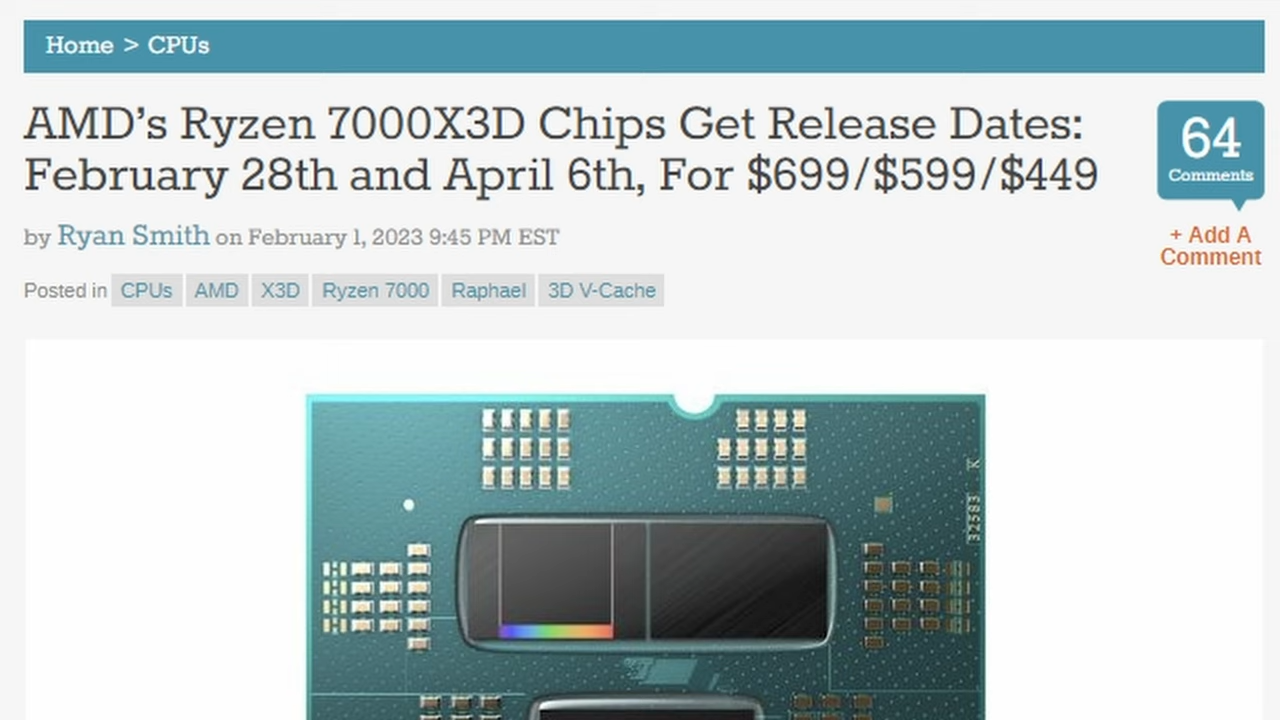 Home > CPUs
AMD's Ryzen 7000X3D Chips Get Release Dates:
February 28th and April 6th, For $699/$599/$449
64
Comments
+ Add A
Comment
by Ryan Smith on February 1, 2023 9:45 PM EST
Posted in CPUs AMD X3D Ryzen 7000 Raphael 3D V-Cache
32583 K